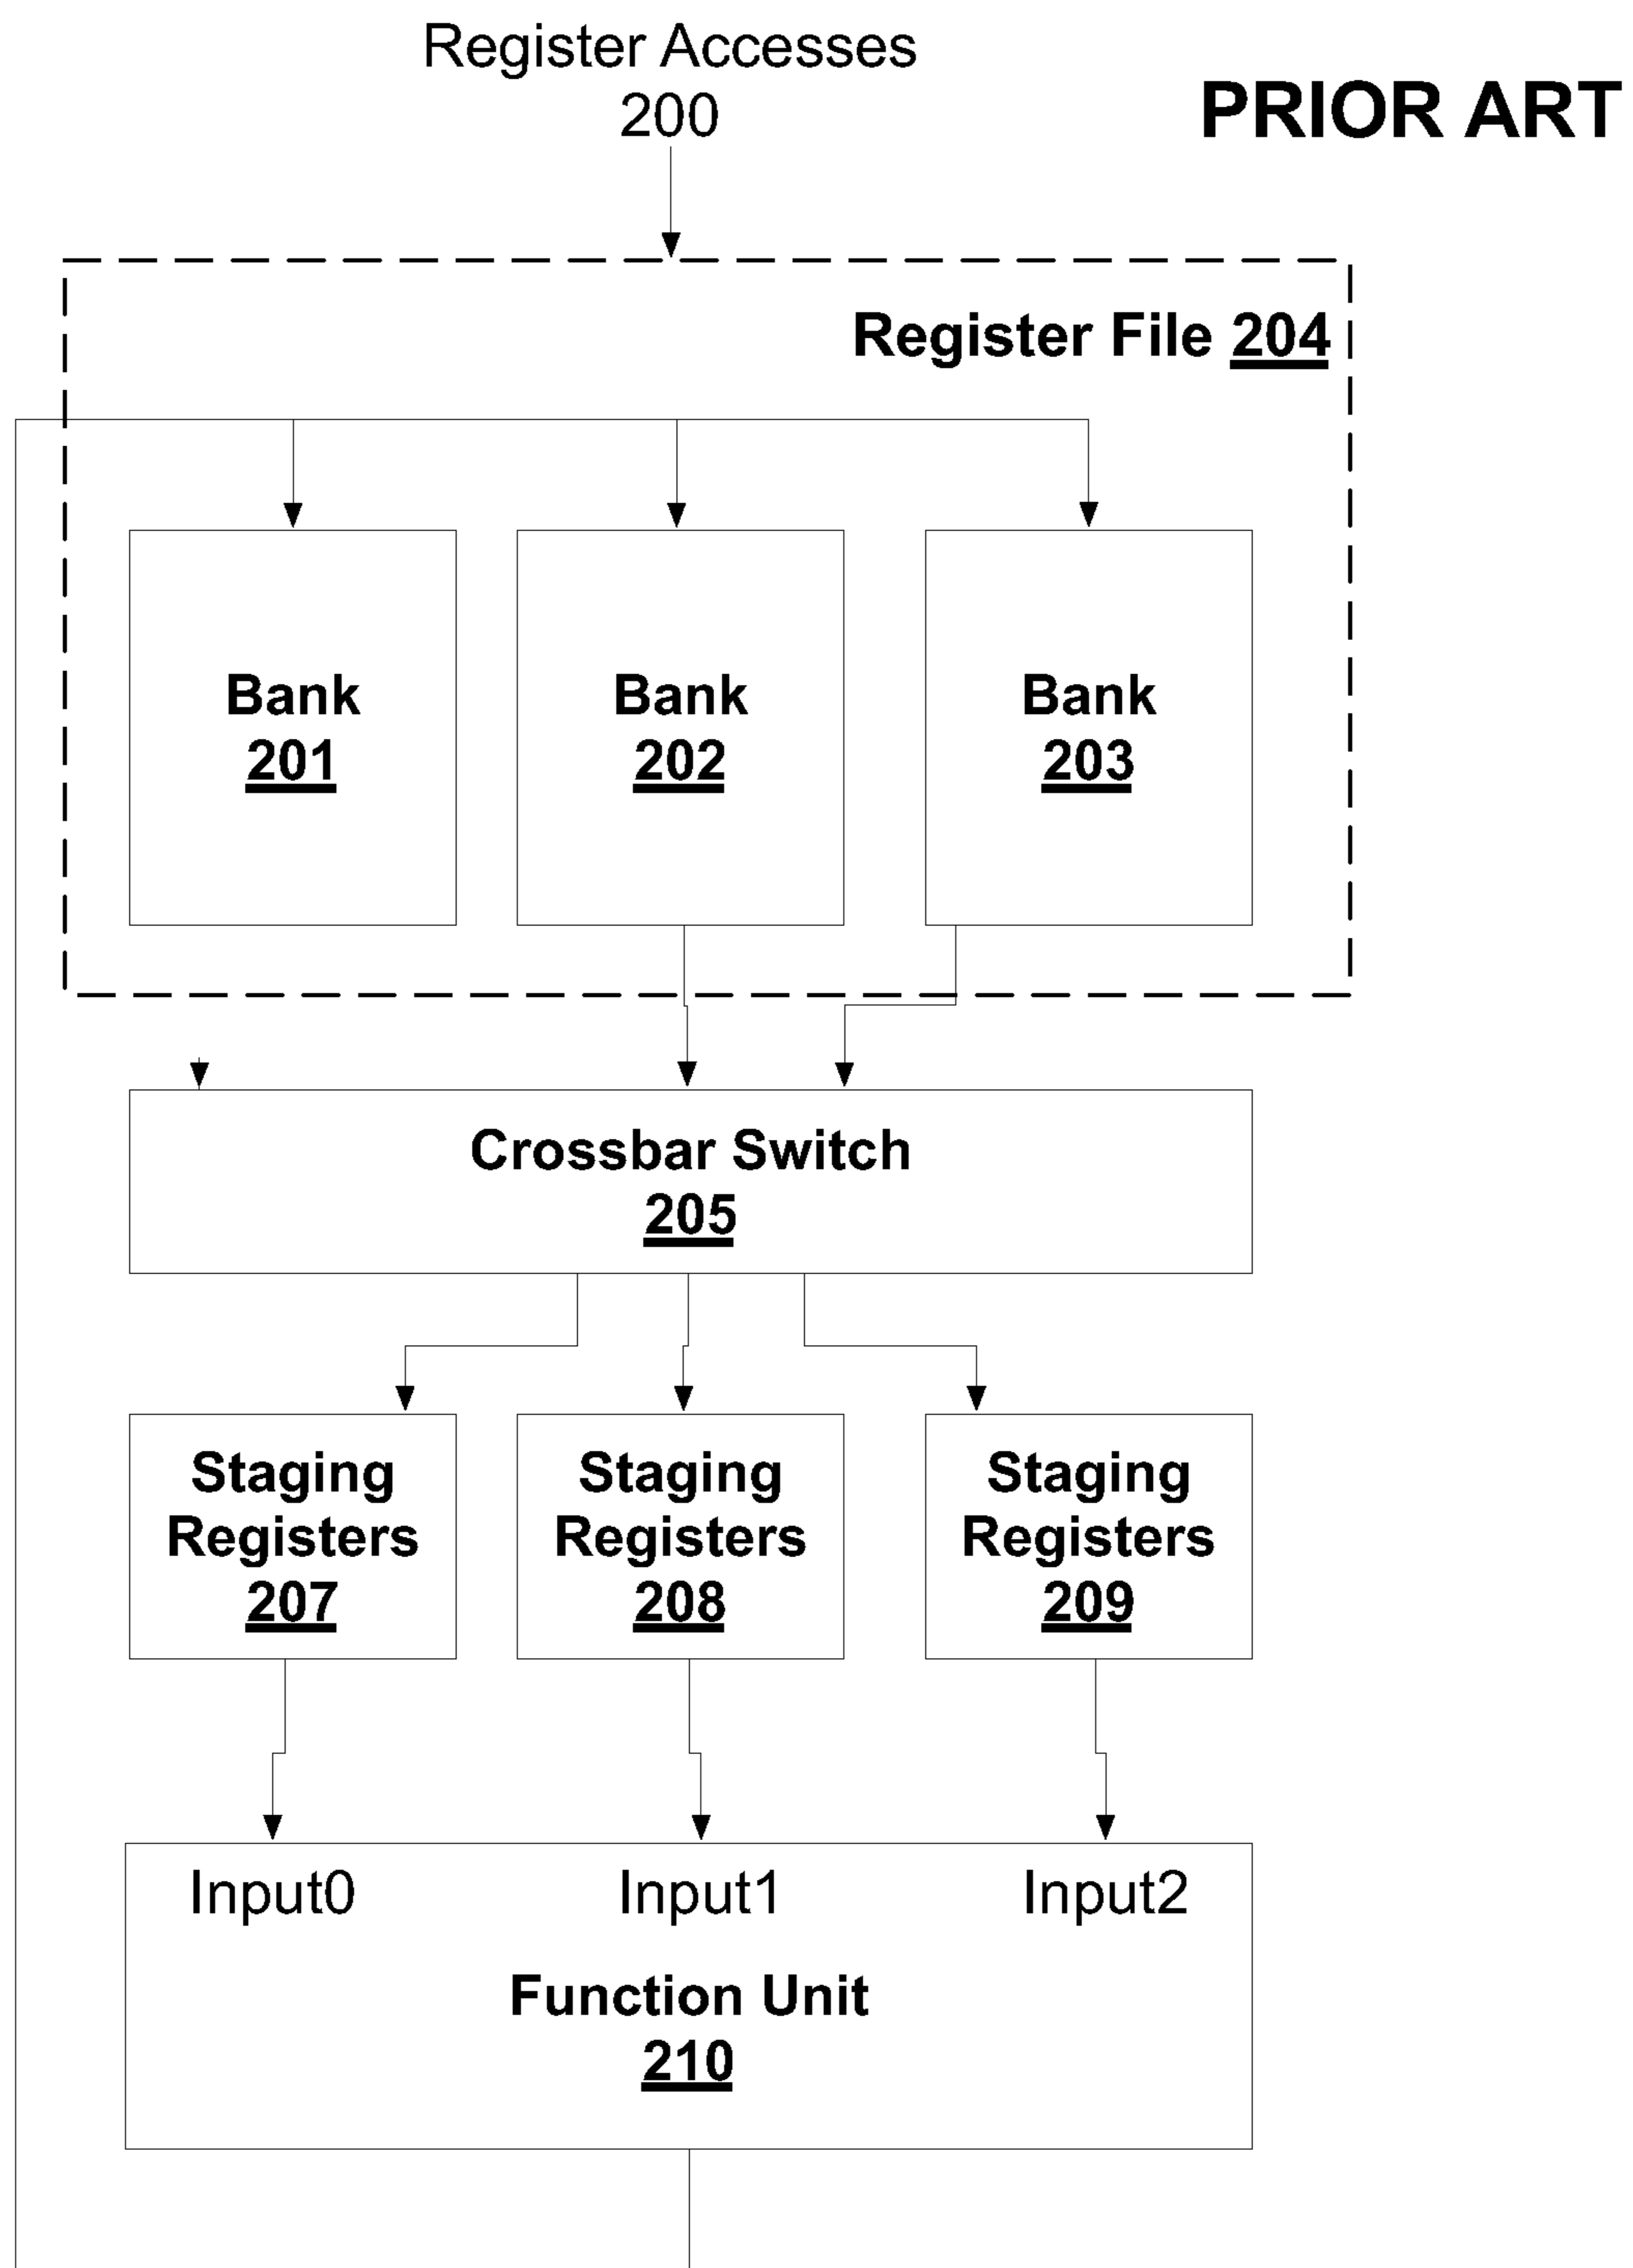 Register Accesses
200
PRIOR ART
Register File 204
Bank
201
Bank
202
Bank
203
Crossbar Switch
205
Staging
Registers
207
Staging
Registers
208
Staging
Registers
209
Input0
Input1
Input2
Function Unit
210